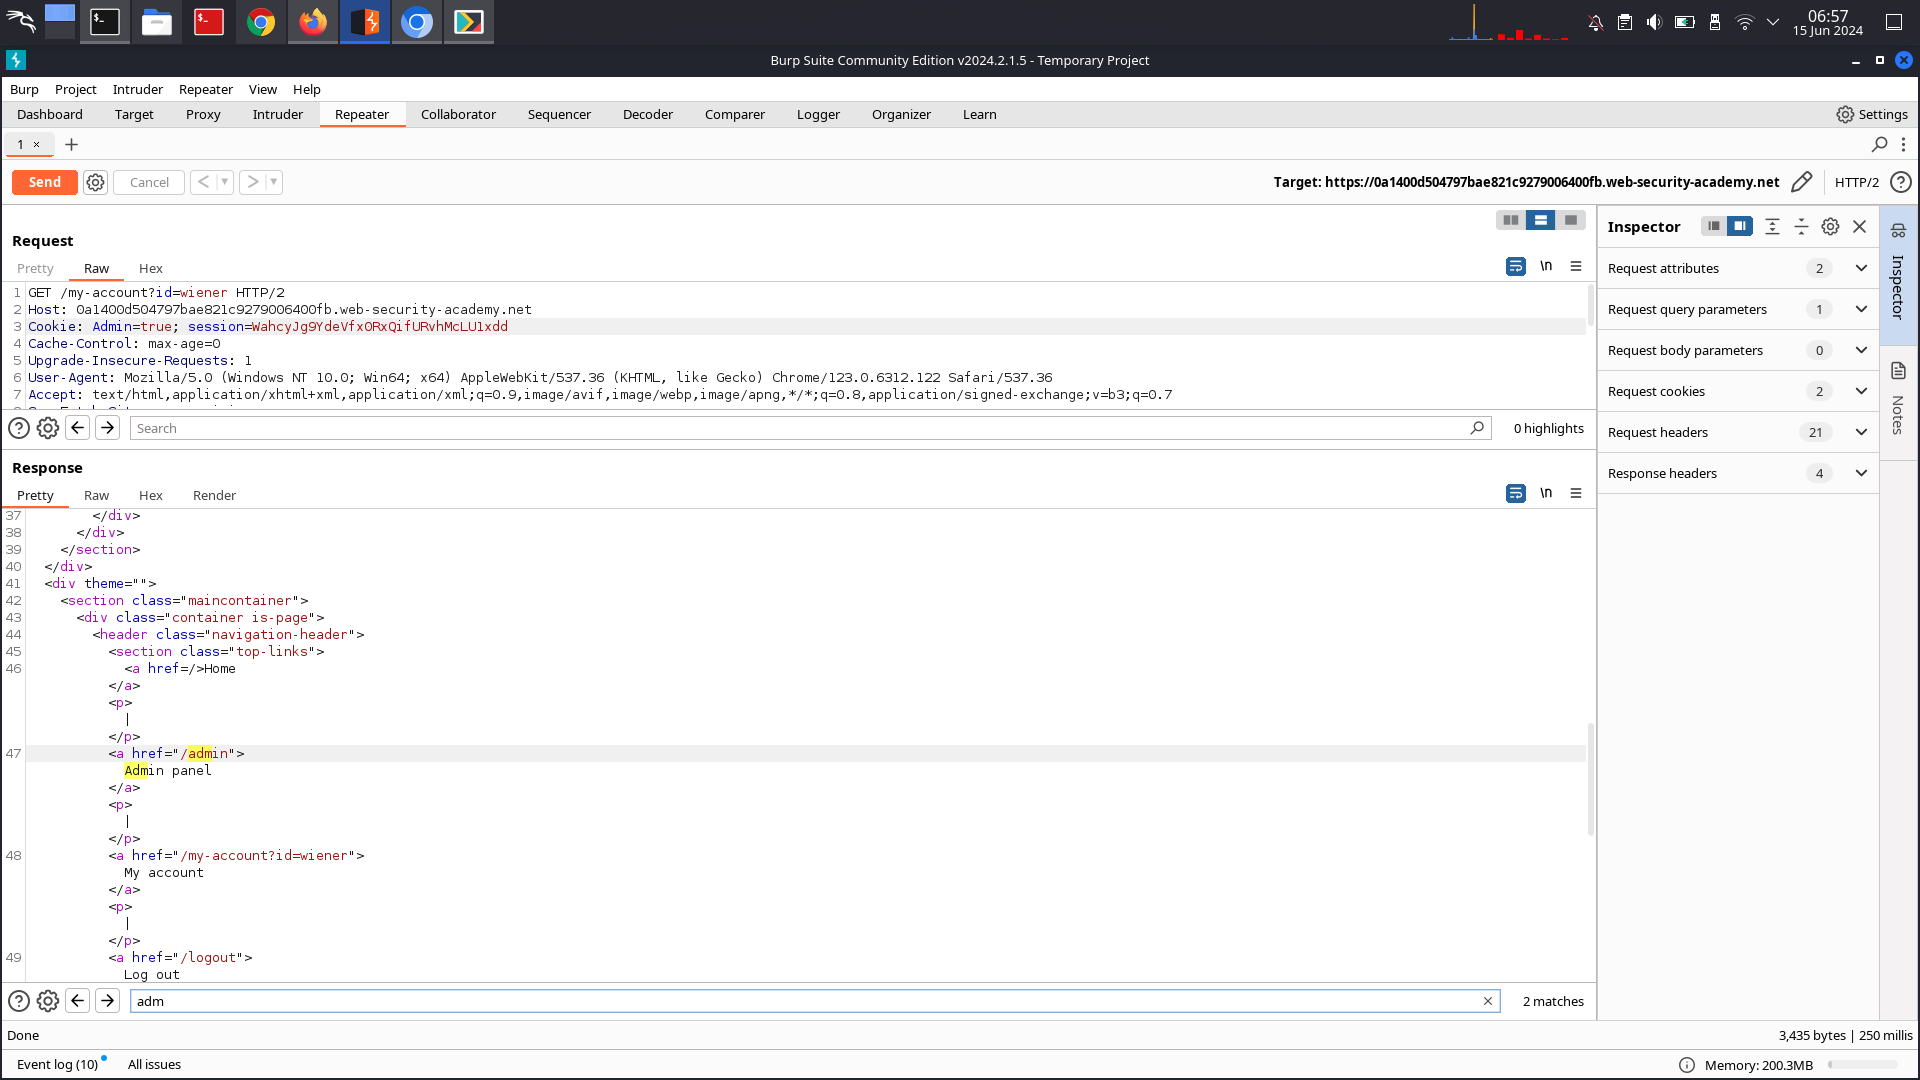 06:57
15 Jun 2024
Burp Suite Community Edition v2024.2.1.5 - Temporary Project
Burp Project Intruder Repeater View Help
Dashboard Target Proxy Intruder Repeater Collaborator Sequencer Decoder Comparer Logger Organizer Learn Settings
1 × +
Send Cancel < > Target: https://0a1400d504797bae821c9279006400fb.web-security-academy.net HTTP/2
Request
Pretty Raw Hex \n
1 GET /my-account?id=wiener HTTP/2
2 Host: 0a1400d504797bae821c9279006400fb.web-security-academy.net
3 Cookie: Admin=true; session=WahcyJg9YdeVfx0RxQifURvhMcLU1xdd
4 Cache-Control: max-age=0
5 Upgrade-Insecure-Requests: 1
6 User-Agent: Mozilla/5.0 (Windows NT 10.0; Win64; x64) AppleWebKit/537.36 (KHTML, like Gecko) Chrome/123.0.6312.122 Safari/537.36
7 Accept: text/html,application/xhtml+xml,application/xml;q=0.9,image/avif,image/webp,image/apng,*/*;q=0.8,application/signed-exchange;v=b3;q=0.7
Search 0 highlights
Response
Pretty Raw Hex Render \n
37 </div>
38 </div>
39 </section>
40 </div>
41 <div theme="">
42 <section class="maincontainer">
43 <div class="container is-page">
44 <header class="navigation-header">
45 <section class="top-links">
46 <a href=/>Home
</a>
<p>
|
</p>
47 <a href="/admin">
Admin panel
</a>
<p>
|
</p>
48 <a href="/my-account?id=wiener">
My account
</a>
<p>
|
</p>
49 <a href="/logout">
Log out
adm 2 matches
Inspector
Request attributes 2
Request query parameters 1
Request body parameters 0
Request cookies 2
Request headers 21
Response headers 4
Inspector
Notes
Done 3,435 bytes | 250 millis
Event log (10) All issues Memory: 200.3MB